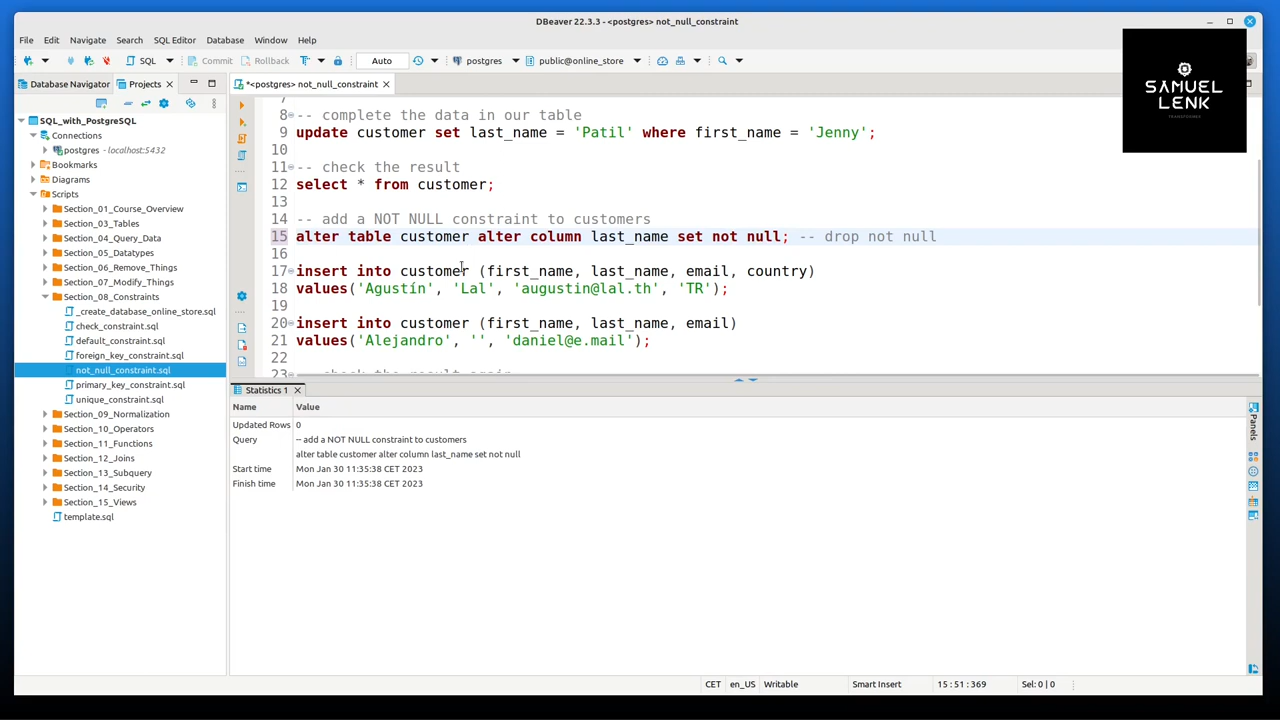 DBeaver 22.3.3 - <postgres> not_null_constraint
File Edit Navigate Search SQL Editor Database Window Help
SQL Commit Rollback Auto postgres public@online_store
SAMUEL
LENK
Database Navigator Projects *<postgres> not_null_constraint
SQL_with_PostgreSQL
Connections
postgres - localhost:5432
Bookmarks
Diagrams
Scripts
Section_01_Course_Overview
Section_03_Tables
Section_04_Query_Data
Section_05_Datatypes
Section_06_Remove_Things
Section_07_Modify_Things
Section_08_Constraints
_create_database_online_store.sql
check_constraint.sql
default_constraint.sql
foreign_key_constraint.sql
not_null_constraint.sql
primary_key_constraint.sql
unique_constraint.sql
Section_09_Normalization
Section_10_Operators
Section_11_Functions
Section_12_Joins
Section_13_Subquery
Section_14_Security
Section_15_Views
template.sql
7
8 -- complete the data in our table
9 update customer set last_name = 'Patil' where first_name = 'Jenny';
10
11 -- check the result
12 select * from customer;
13
14 -- add a NOT NULL constraint to customers
15 alter table customer alter column last_name set not null; -- drop not null
16
17 insert into customer (first_name, last_name, email, country)
18 values('Agustín', 'Lal', 'augustin@lal.th', 'TR');
19
20 insert into customer (first_name, last_name, email)
21 values('Alejandro', '', 'daniel@e.mail');
22
23 -- check the result again
Statistics 1
Name Value
Updated Rows 0
Query -- add a NOT NULL constraint to customers
alter table customer alter column last_name set not null
Start time Mon Jan 30 11:35:38 CET 2023
Finish time Mon Jan 30 11:35:38 CET 2023
Panels
CET en_US Writable Smart Insert 15 : 51 : 369 Sel: 0 | 0